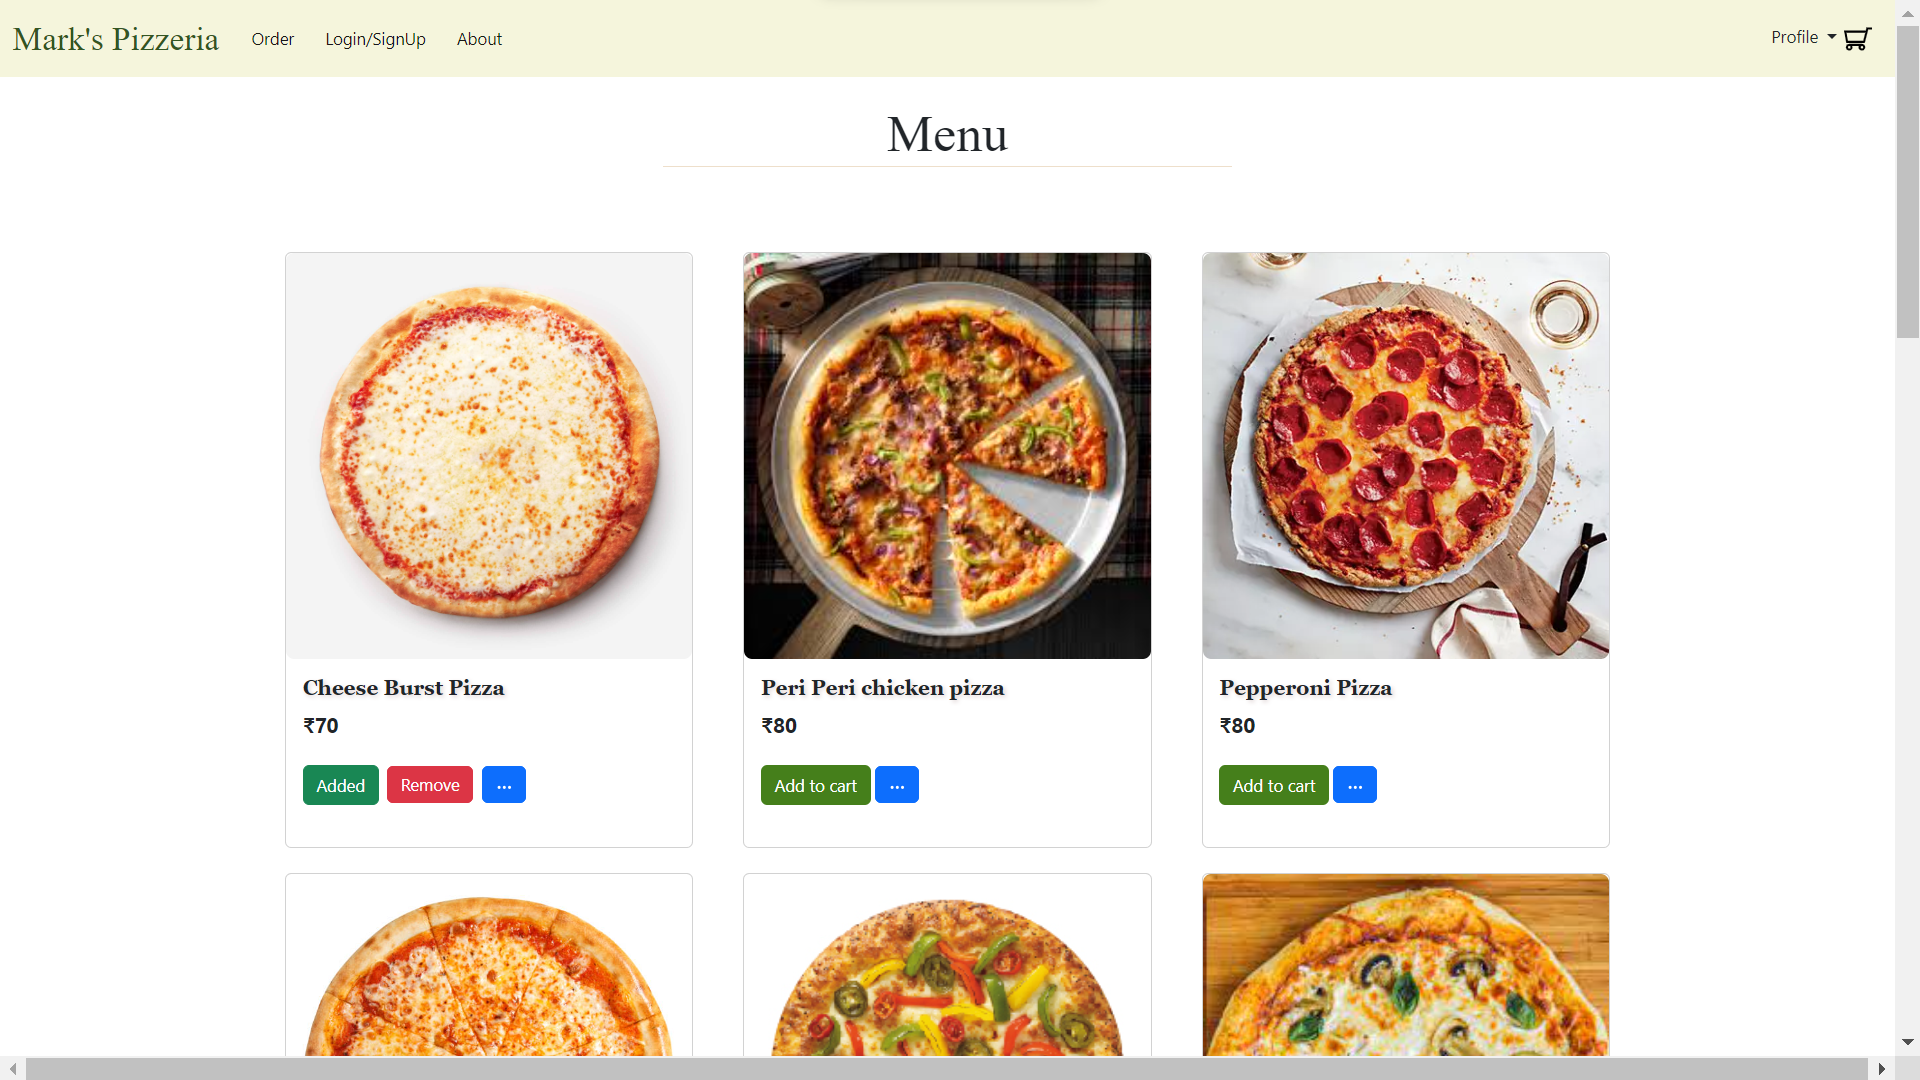 Mark's Pizzeria Order Login/SignUp About Profile
Menu
Cheese Burst Pizza
₹70
Added Remove ...
Peri Peri chicken pizza
₹80
Add to cart ...
Pepperoni Pizza
₹80
Add to cart ...